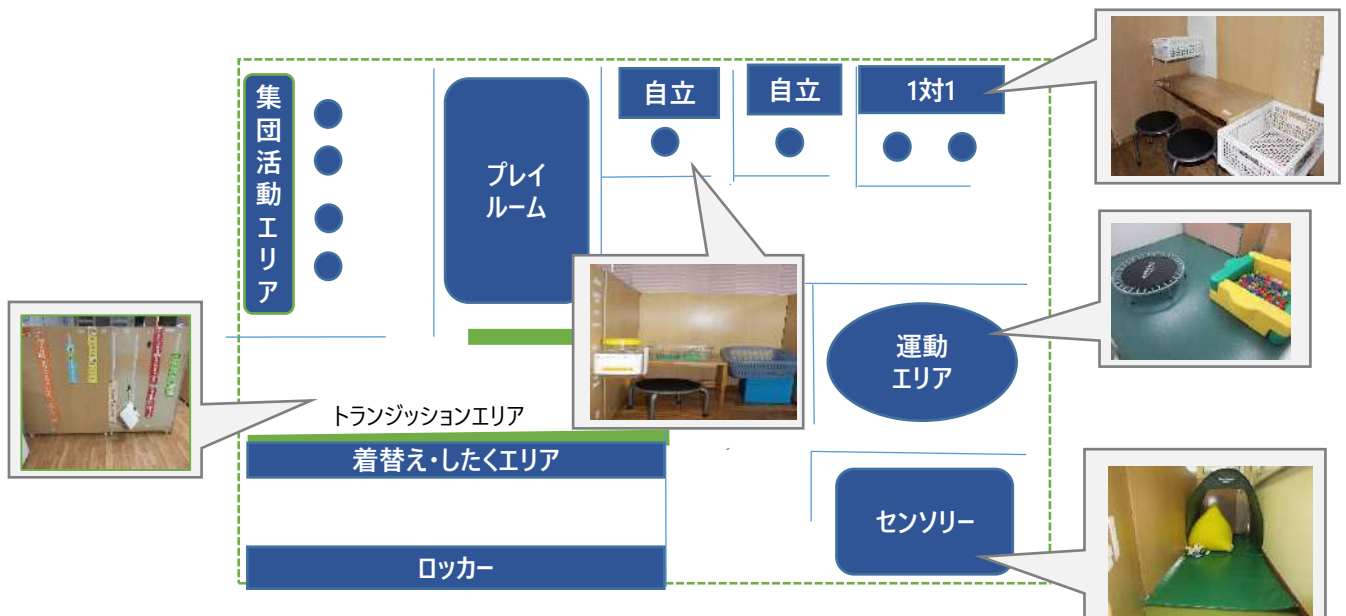 集団活動エリア
プレイ
ルーム
自立
自立
1対1
運動
エリア
トランジッションエリア
着替え・したくエリア
センソリー
ロッカー